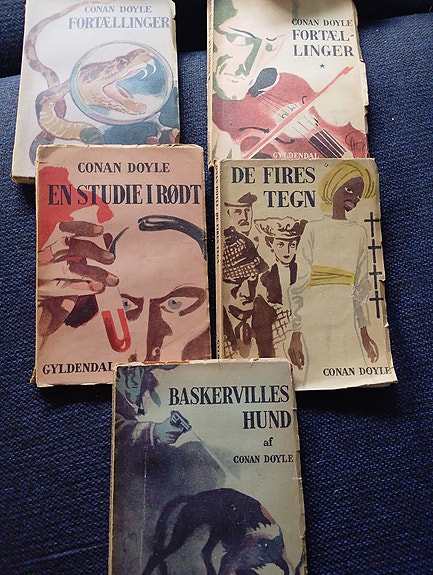 CONAN DOYLE
FORTÆLLINGER
CONAN DOYLE
FORTÆL-
LINGER
*
GYLDENDAL
CONAN DOYLE
EN STUDIE I RØDT
GYLDENDAL
DE FIRES
TEGN
CONAN DOYLE
BASKERVILLES
HUND
af
CONAN DOYLE